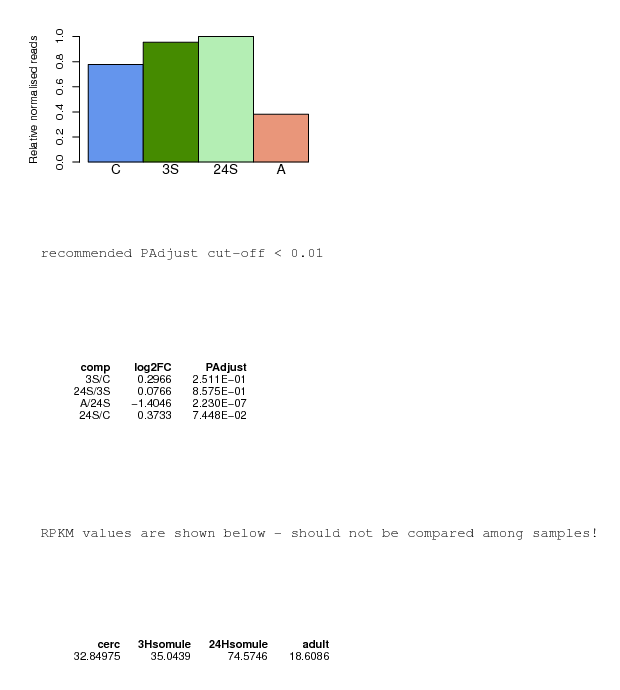 Relative normalised reads
1.0
0.8
0.6
0.4
0.2
0.0
C 3S 24S A
recommended PAdjust cut-off < 0.01
comp log2FC PAdjust
3S/C 0.2966 2.511E-01
24S/3S 0.0766 8.575E-01
A/24S -1.4046 2.230E-07
24S/C 0.3733 7.448E-02
RPKM values are shown below - should not be compared among samples!
cerc 3Hsomule 24Hsomule adult
32.84975 35.0439 74.5746 18.6086